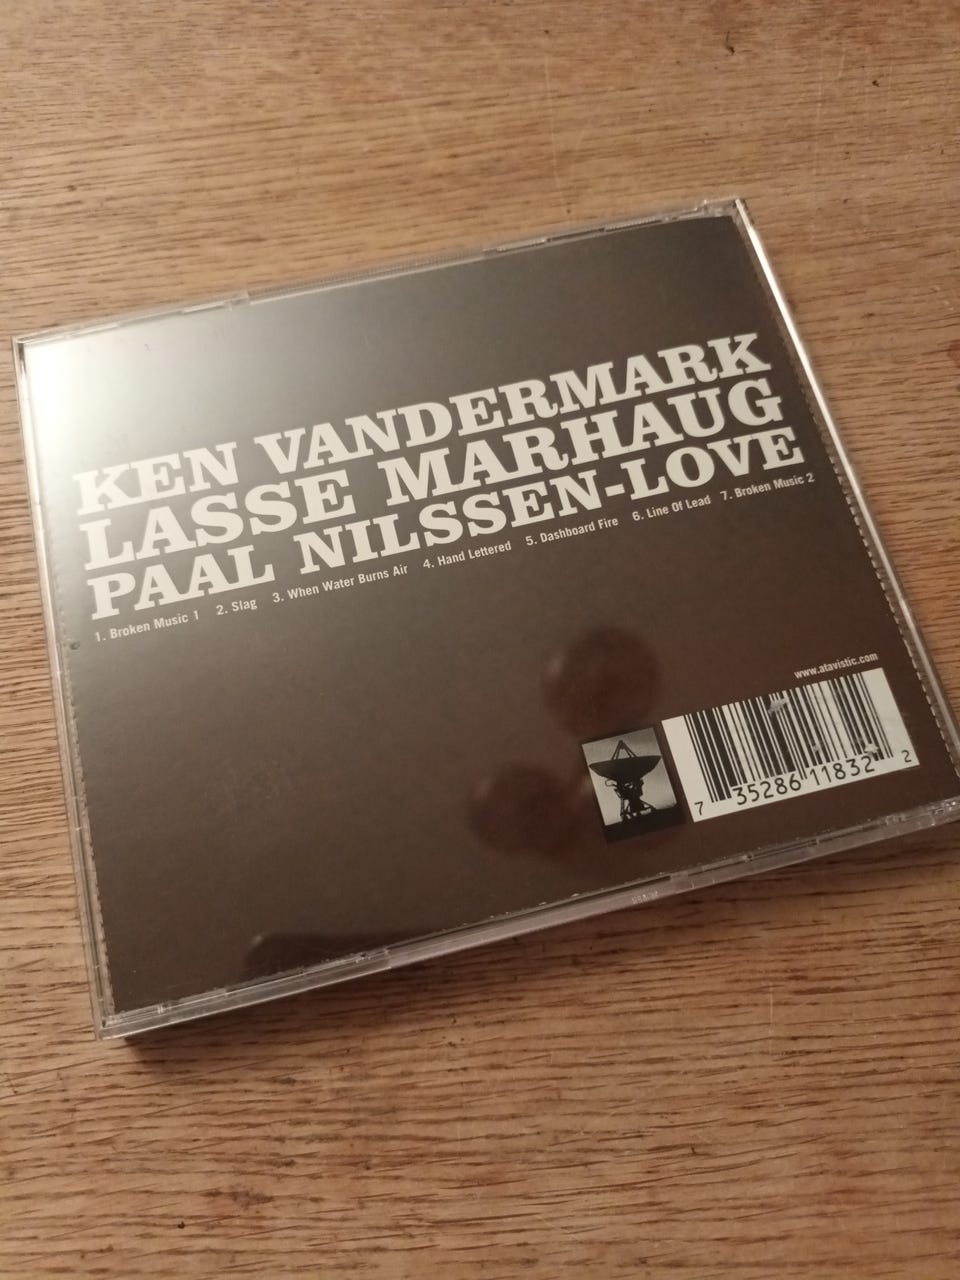 KEN VANDERMARK
LASSE MARHAUG
PAAL NILSSEN-LOVE
1. Broken Music 1 2. Slag 3. When Water Burns Air 4. Hand Lettered 5. Dashboard Fire 6. Line Of Lead 7. Broken Music 2
www.atavistic.com
7 35286 11832 2